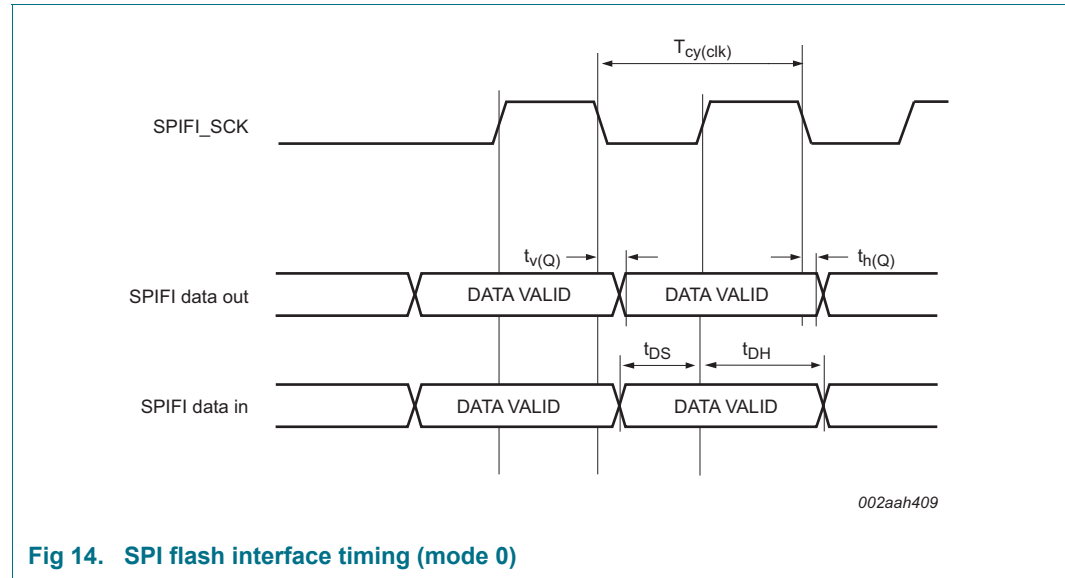 Tcy(clk)
SPIFI_SCK
tv(Q)
th(Q)
SPIFI data out
DATA VALID
DATA VALID
tDS
tDH
SPIFI data in
DATA VALID
DATA VALID
002aah409
Fig 14. SPI flash interface timing (mode 0)